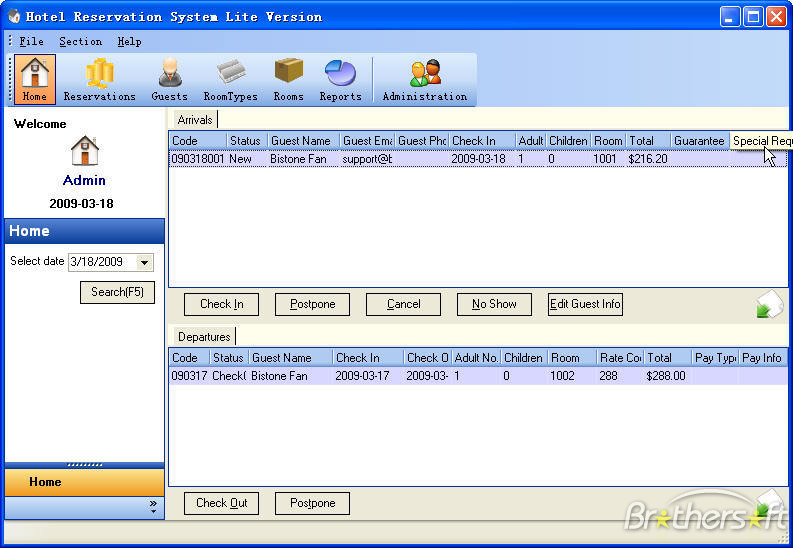 Hotel Reservation System Lite Version
File Section Help
Home Reservations Guests RoomTypes Rooms Reports Administration
Welcome
Admin
2009-03-18
Home
Select date 3/18/2009
Search(F5)
Home
Arrivals
Code Status Guest Name Guest Ema Guest Pho Check In Adult Children Room Total Guarantee Special Requ
090318001 New Bistone Fan support@b 2009-03-18 1 0 1001 $216.20
Check In Postpone Cancel No Show Edit Guest Info
Departures
Code Status Guest Name Check In Check O Adult No. Children Room Rate Co Total Pay Type Pay Info
090317 Check Bistone Fan 2009-03-17 2009-03- 1 0 1002 288 $288.00
Check Out Postpone
Brothersoft